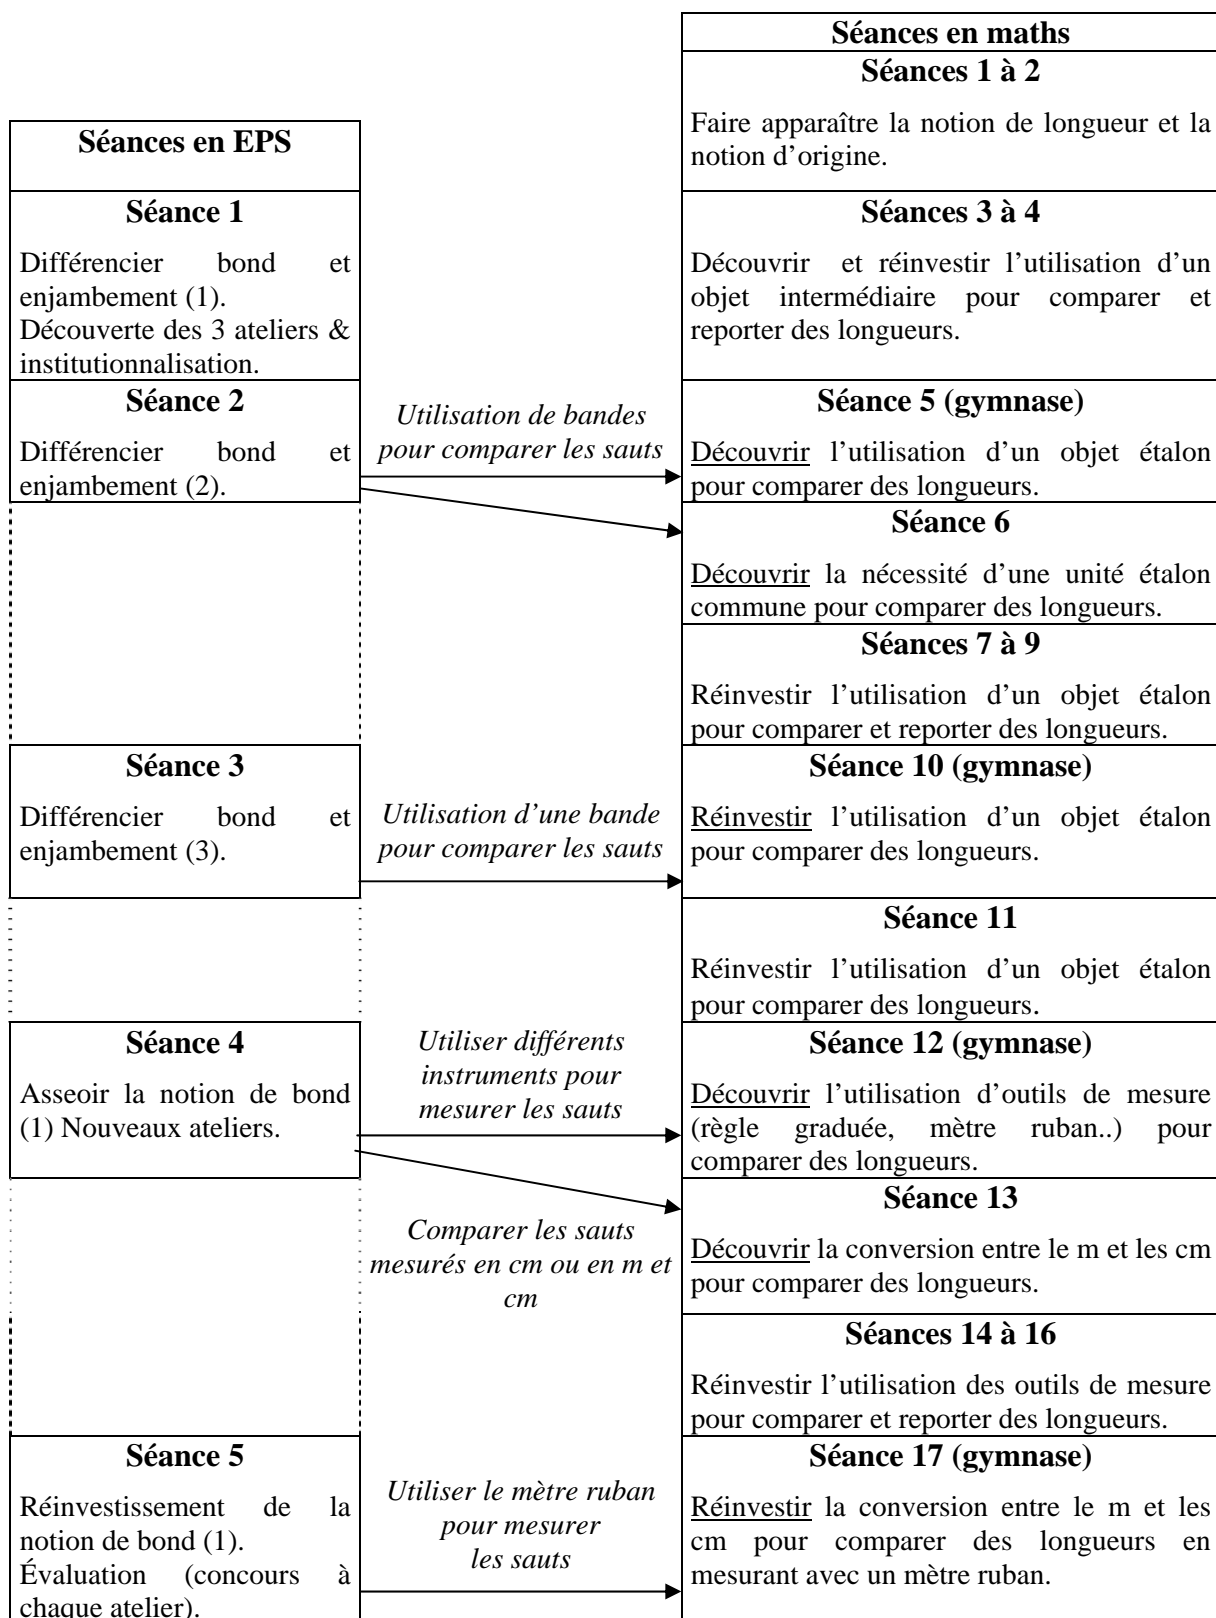 Séances en maths
Séances 1 à 2
Faire apparaître la notion de longueur et la
notion d’origine.
Séances en EPS
Séance 1
Différencier bond et
enjambement (1).
Découverte des 3 ateliers &
institutionnalisation.
Séances 3 à 4
Découvrir et réinvestir l’utilisation d’un
objet intermédiaire pour comparer et
reporter des longueurs.
Séance 2
Différencier bond et
enjambement (2).
Utilisation de bandes
pour comparer les sauts
Séance 5 (gymnase)
Découvrir l’utilisation d’un objet étalon
pour comparer des longueurs.
Séance 6
Découvrir la nécessité d’une unité étalon
commune pour comparer des longueurs.
Séances 7 à 9
Réinvestir l’utilisation d’un objet étalon
pour comparer et reporter des longueurs.
Séance 3
Différencier bond et
enjambement (3).
Utilisation d’une bande
pour comparer les sauts
Séance 10 (gymnase)
Réinvestir l’utilisation d’un objet étalon
pour comparer des longueurs.
Séance 11
Réinvestir l’utilisation d’un objet étalon
pour comparer des longueurs.
Séance 4
Asseoir la notion de bond
(1) Nouveaux ateliers.
Utiliser différents
instruments pour
mesurer les sauts
Séance 12 (gymnase)
Découvrir l’utilisation d’outils de mesure
(règle graduée, mètre ruban..) pour
comparer des longueurs.
Comparer les sauts
mesurés en cm ou en m et
cm
Séance 13
Découvrir la conversion entre le m et les cm
pour comparer des longueurs.
Séances 14 à 16
Réinvestir l’utilisation des outils de mesure
pour comparer et reporter des longueurs.
Séance 5
Réinvestissement de la
notion de bond (1).
Évaluation (concours à
chaque atelier).
Utiliser le mètre ruban
pour mesurer
les sauts
Séance 17 (gymnase)
Réinvestir la conversion entre le m et les
cm pour comparer des longueurs en
mesurant avec un mètre ruban.